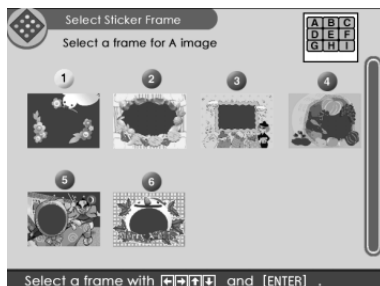 Select Sticker Frame
Select a frame for A image
A B C
D E F
G H I
1
2
3
4
5
6
Select a frame with ←→↑↓ and [ENTER] .